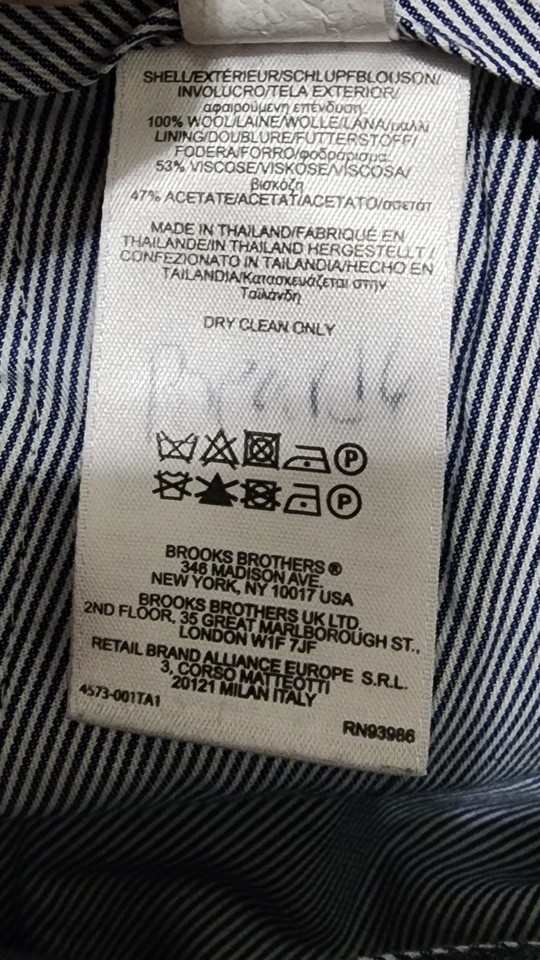 SHELL/EXTÉRIEUR/SCHLUPFBLOUSON/
INVOLUCRO/TELA EXTERIOR/
αφαιρούμενη επένδυση:
100% WOOL/LAINE/WOLLE/LANA/μαλλί
LINING/DOUBLURE/FUTTERSTOFF/
FODERA/FORRO/φοδράρισμα:
53% VISCOSE/VISKOSE/VISCOSA/
βισκόζη
47% ACETATE/ACETAT/ACETATO/ασετάτ
MADE IN THAILAND/FABRIQUÉ EN
THAILANDE/IN THAILAND HERGESTELLT /
CONFEZIONATO IN TAILANDIA/HECHO EN
TAILANDIA/Κατασκευάζεται στην
Ταϊλάνδη
DRY CLEAN ONLY
P
P
BROOKS BROTHERS ®
346 MADISON AVE.
NEW YORK, NY 10017 USA
BROOKS BROTHERS UK LTD.
2ND FLOOR, 35 GREAT MARLBOROUGH ST.,
LONDON W1F 7JF
RETAIL BRAND ALLIANCE EUROPE S.R.L.
3, CORSO MATTEOTTI
20121 MILAN ITALY
4573-001TA1
RN93986